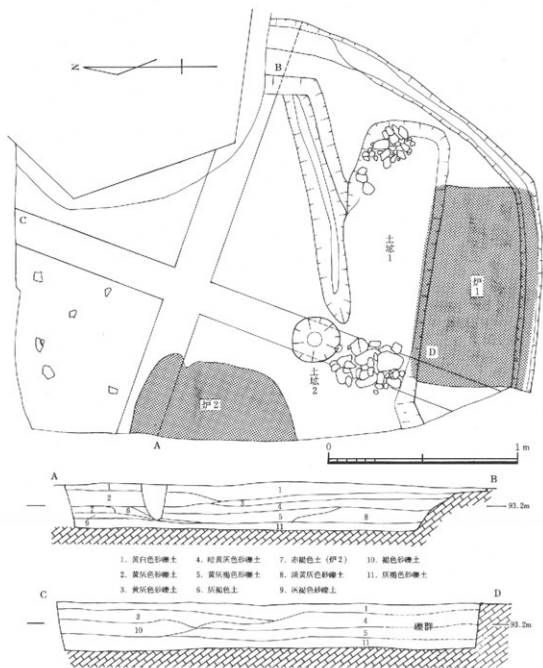 N
B
C
土坑1
炉1
D
土坑2
炉2
A
0 1m
A B
1 1
2 3
7 8 4
5 8
9 11
93.2m
1. 黄白色砂礫土 4. 暗黄灰色砂礫土 7. 赤褐色土（炉2） 10. 褐色砂礫土
2. 黄灰色砂礫土 5. 黄灰褐色砂礫土 8. 淡黄灰色砂礫土 11. 灰褐色砂礫土
3. 黄灰色砂礫土 6. 灰褐色土 9. 灰褐色砂礫土
C D
1
3 4 礫群 93.2m
10 5
11